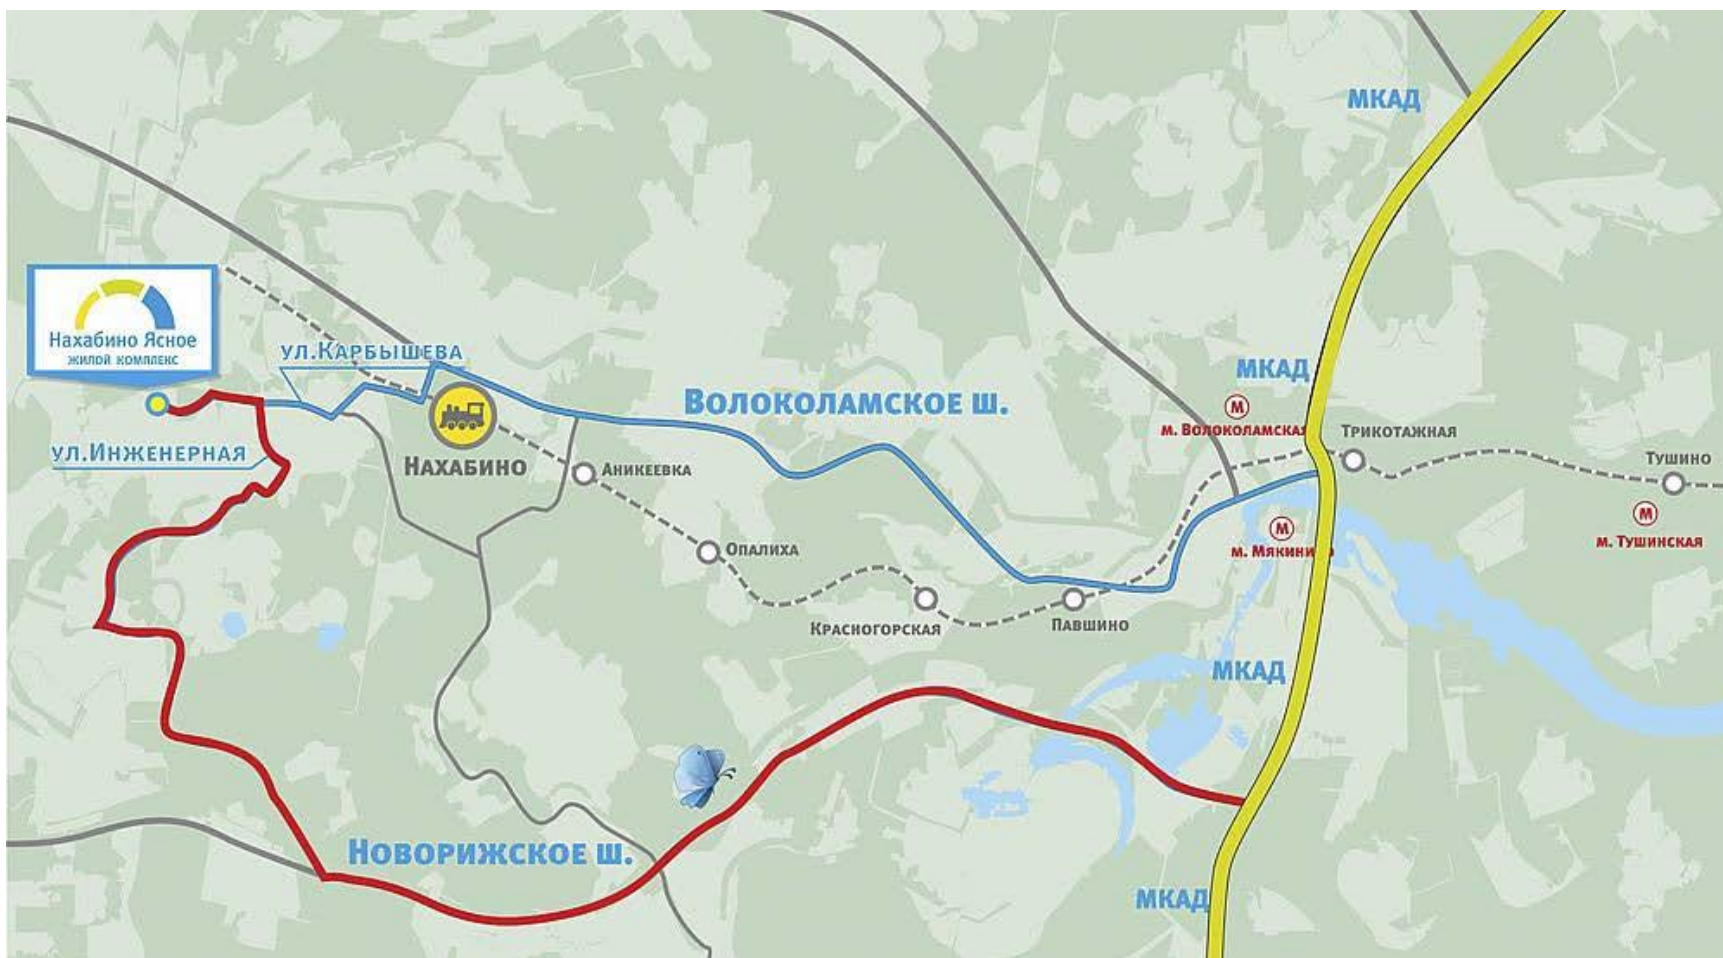 МКАД
Нахабино Ясное
жилой комплекс
ул.Карбышева
МКАД
Волоколамское ш.
М
м. Волоколамская
Трикотажная
ул.Инженерная
Нахабино
Аникеевка
Тушино
М
м. Тушинская
М
м. Мякинино
Опалиха
Красногорская
Павшино
МКАД
Новорижское ш.
МКАД